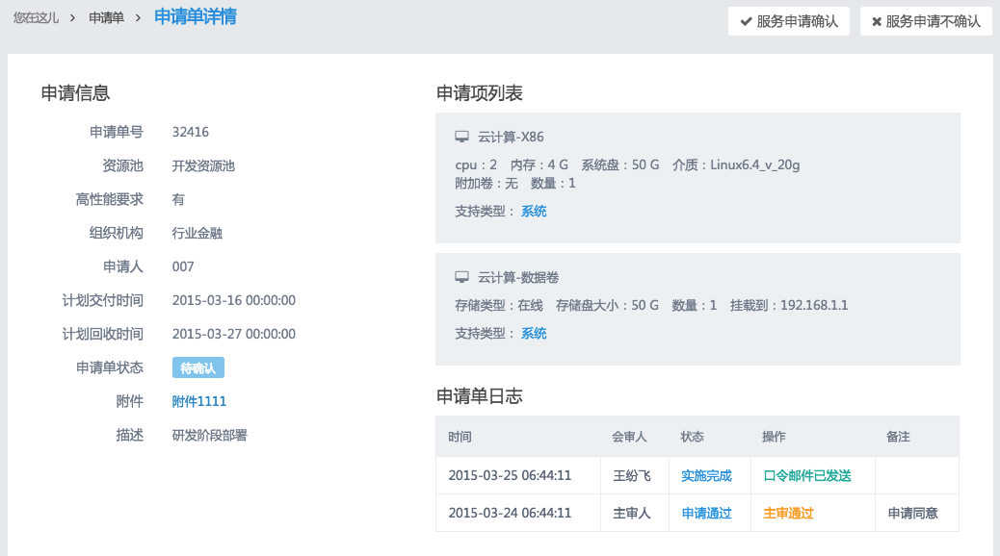 您在这儿 > 申请单 > 申请单详情
✔ 服务申请确认 ✖ 服务申请不确认
申请信息
申请单号 32416
资源池 开发资源池
高性能要求 有
组织机构 行业金融
申请人 007
计划交付时间 2015-03-16 00:00:00
计划回收时间 2015-03-27 00:00:00
申请单状态 待确认
附件 附件1111
描述 研发阶段部署
申请项列表
云计算-X86
cpu：2 内存：4 G 系统盘：50 G 介质：Linux6.4_v_20g
附加卷：无 数量：1
支持类型： 系统
云计算-数据卷
存储类型：在线 存储盘大小：50 G 数量：1 挂载到：192.168.1.1
支持类型： 系统
申请单日志
时间 会审人 状态 操作 备注
2015-03-25 06:44:11 王纷飞 实施完成 口令邮件已发送
2015-03-24 06:44:11 主审人 申请通过 主审通过 申请同意